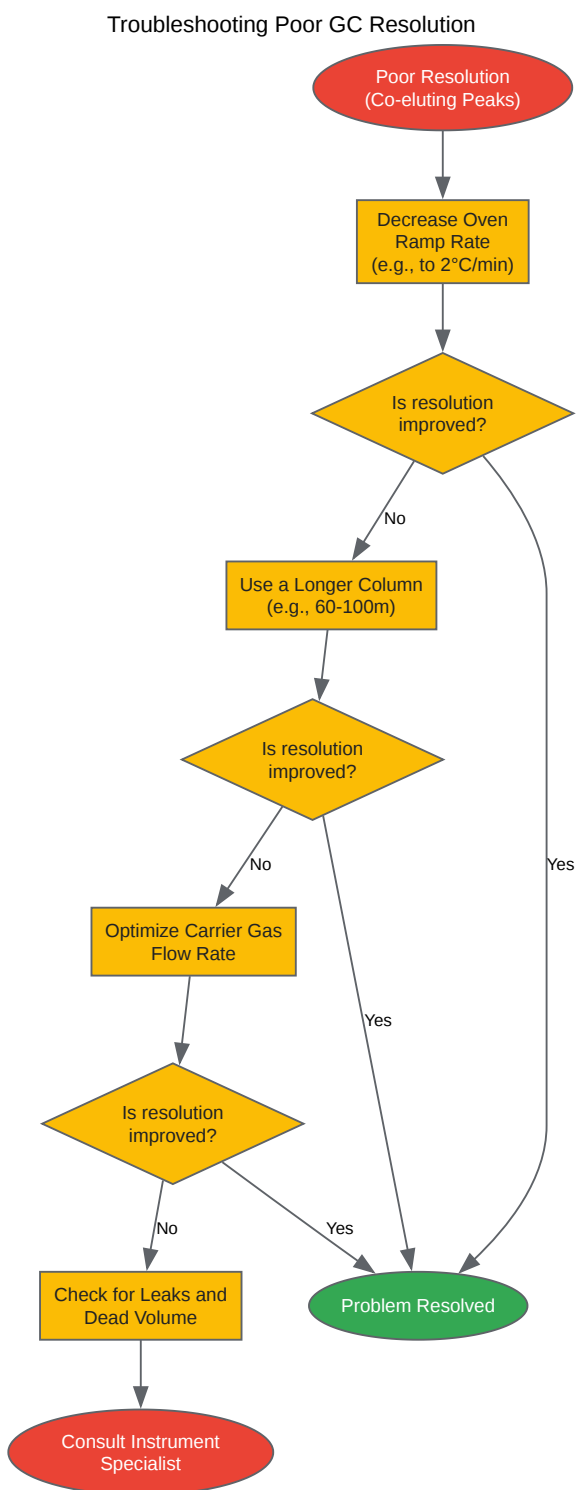 Troubleshooting Poor GC Resolution
Poor Resolution
(Co-eluting Peaks)
Decrease Oven
Ramp Rate
(e.g., to 2°C/min)
Is resolution
improved?
No
Use a Longer Column
(e.g., 60-100m)
Is resolution
improved?
No
Yes
Optimize Carrier Gas
Flow Rate
Yes
Is resolution
improved?
No
Yes
Check for Leaks and
Dead Volume
Problem Resolved
Consult Instrument
Specialist